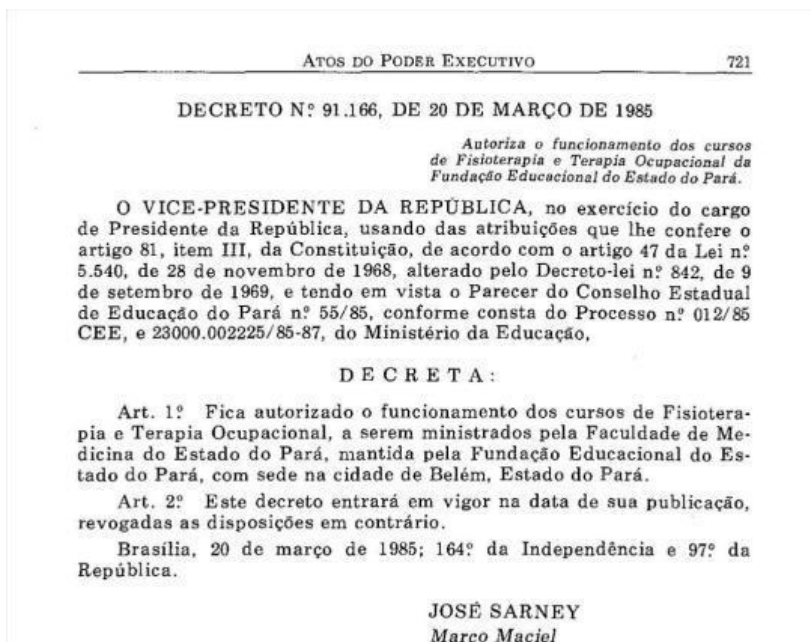 ATOS DO PODER EXECUTIVO 721
DECRETO N.º 91.166, DE 20 DE MARÇO DE 1985
Autoriza o funcionamento dos cursos
de Fisioterapia e Terapia Ocupacional da
Fundação Educacional do Estado do Pará.
O VICE-PRESIDENTE DA REPÚBLICA, no exercício do cargo
de Presidente da República, usando das atribuições que lhe confere o
artigo 81, item III, da Constituição, de acordo com o artigo 47 da Lei n.º
5.540, de 28 de novembro de 1968, alterado pelo Decreto-lei n.º 842, de 9
de setembro de 1969, e tendo em vista o Parecer do Conselho Estadual
de Educação do Pará n.º 55/85, conforme consta do Processo n.º 012/85
CEE, e 23000.002225/85-87, do Ministério da Educação,
DECRETA:
Art. 1.º Fica autorizado o funcionamento dos cursos de Fisiotera-
pia e Terapia Ocupacional, a serem ministrados pela Faculdade de Me-
dicina do Estado do Pará, mantida pela Fundação Educacional do Es-
tado do Pará, com sede na cidade de Belém, Estado do Pará.
Art. 2.º Este decreto entrará em vigor na data de sua publicação,
revogadas as disposições em contrário.
Brasília, 20 de março de 1985; 164.º da Independência e 97.º da
República.
JOSÉ SARNEY
Marco Maciel